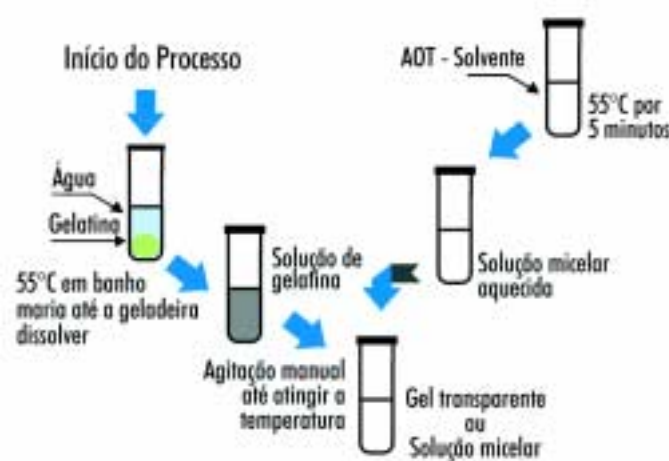 Início do Processo
AOT - Solvente
55°C por
5 minutos
Água
Gelatina
55°C em banho
maria até a geladeira
dissolver
Solução de
gelatina
Solução micelar
aquecida
Agitação manual
até atingir a
temperatura
Gel transparente
ou
Solução micelar